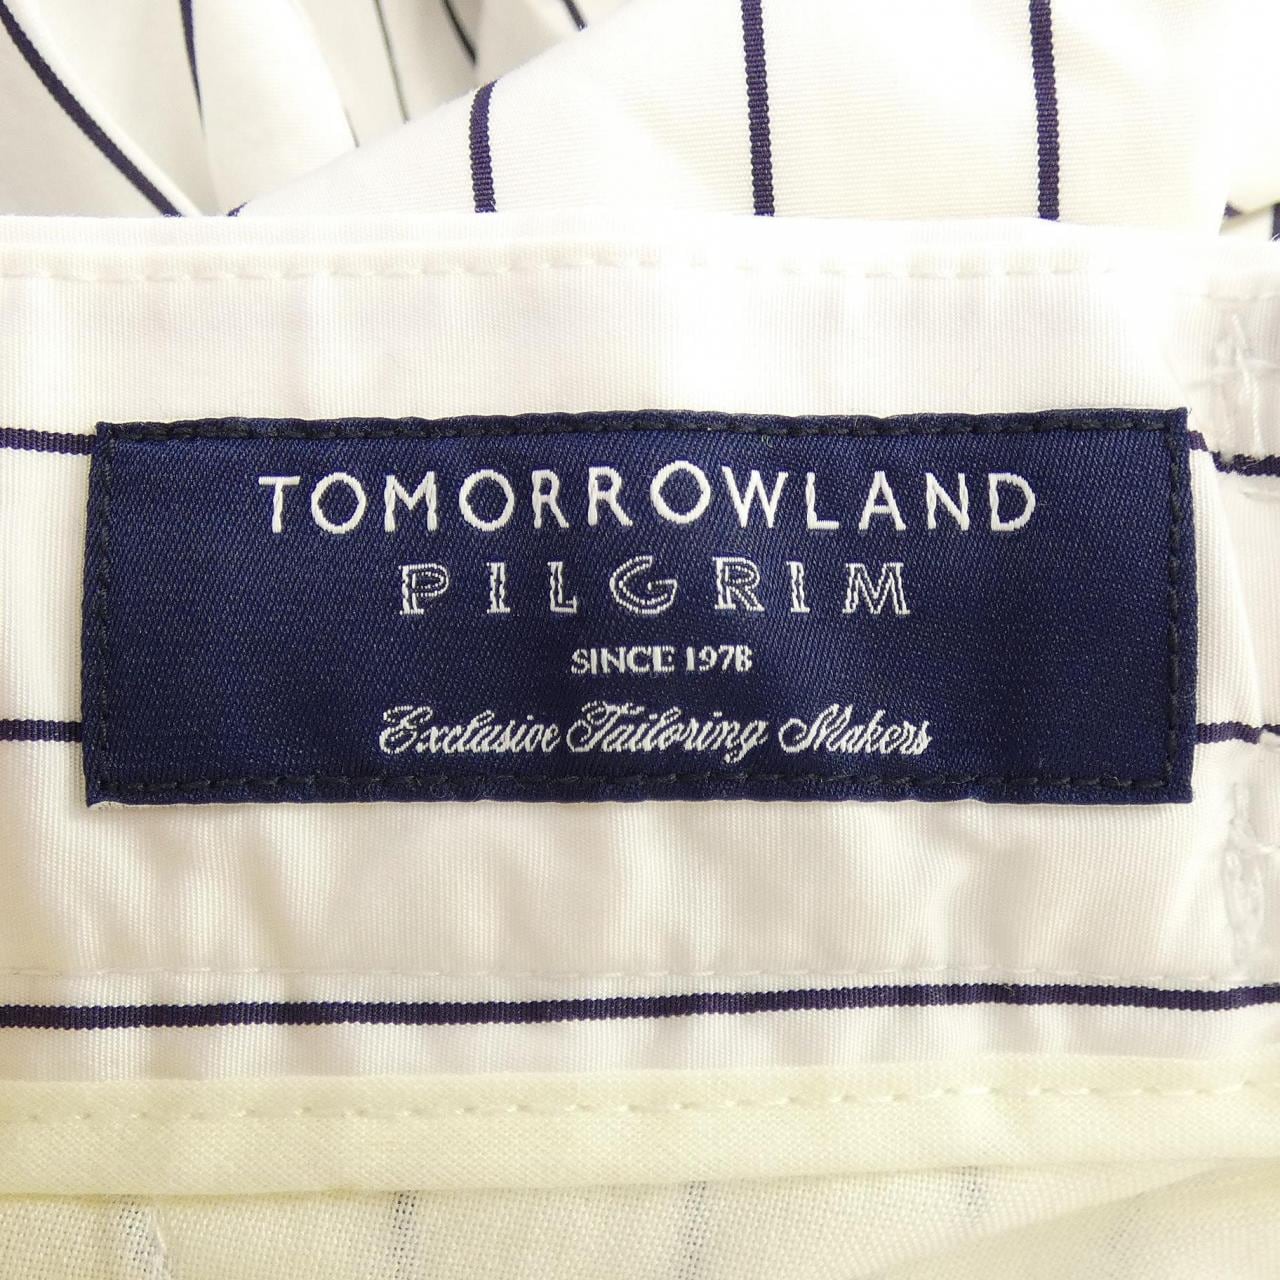 TOMORROWLAND
PILGRIM
SINCE 1978
Exclusive Tailoring Makers